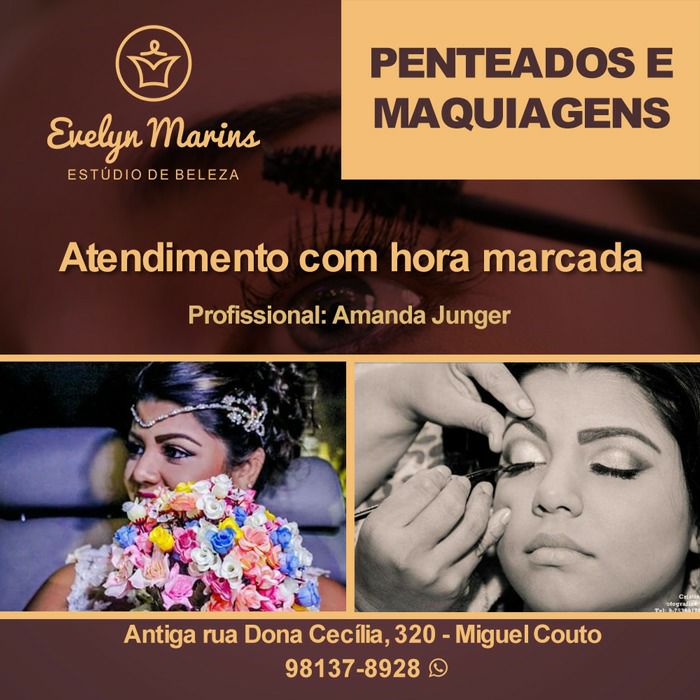 Evelyn Marins
ESTÚDIO DE BELEZA
PENTEADOS E
MAQUIAGENS
Atendimento com hora marcada
Profissional: Amanda Junger
Antiga rua Dona Cecília, 320 - Miguel Couto
98137-8928